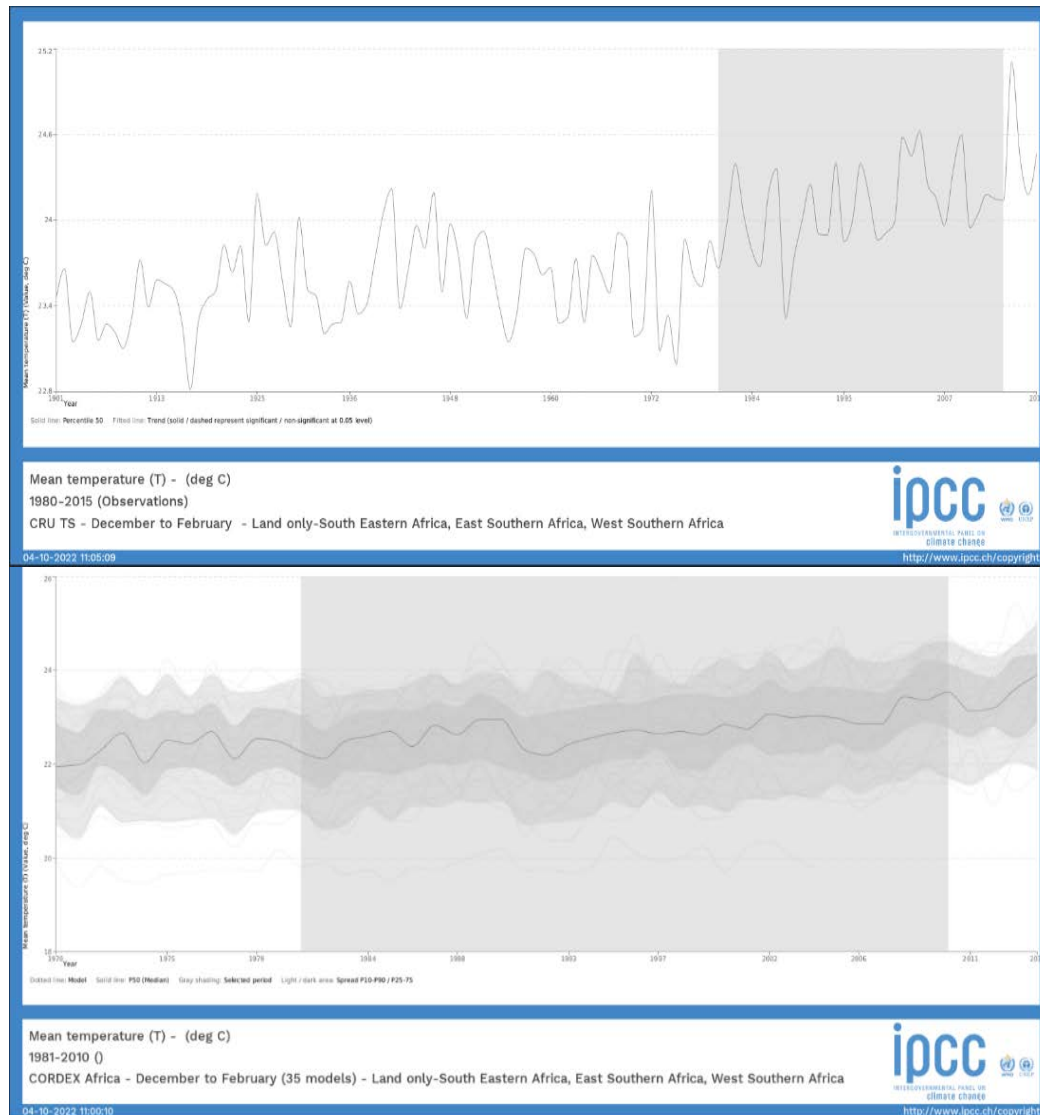 25.2
24.6
24
23.4
22.8
Mean temperature (T) (Value, deg C)
1901
1913
1925
1936
1948
1960
1972
1984
1995
2007
Year
Solid line: Percentile 50 Fitted line: Trend (solid / dashed represent significant / non-significant at 0.05 level)
Mean temperature (T) - (deg C)
1980-2015 (Observations)
CRU TS - December to February - Land only-South Eastern Africa, East Southern Africa, West Southern Africa
ipcc
INTERGOVERNMENTAL PANEL ON
climate change
WMO UNEP
04-10-2022 11:05:09
http://www.ipcc.ch/copyright
26
24
22
20
18
Mean temperature (T) (Value, deg C)
1970
1975
1979
1984
1988
1993
1997
2002
2006
2011
Year
Dotted line: Model Solid line: P50 (Median) Gray shading: Selected period Light / dark area: Spread P10-P90 / P25-75
Mean temperature (T) - (deg C)
1981-2010 ()
CORDEX Africa - December to February (35 models) - Land only-South Eastern Africa, East Southern Africa, West Southern Africa
ipcc
INTERGOVERNMENTAL PANEL ON
climate change
WMO UNEP
04-10-2022 11:00:10
http://www.ipcc.ch/copyright